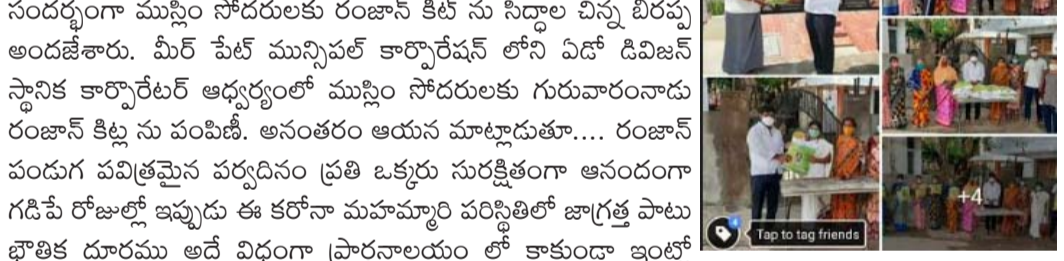 సందర్భంగా ముస్లిం సోదరులకు రంజాన్ కిట్ ను సిద్ధాల చిన్న బీరప్ప
అందజేశారు. మీర్ పేట్ మున్సిపల్ కార్పొరేషన్ లోని ఏడో డివిజన్
స్థానిక కార్పొరేటర్ ఆధ్వర్యంలో ముస్లిం సోదరులకు గురువారంనాడు
రంజాన్ కిట్ల ను పంపిణీ. అనంతరం ఆయన మాట్లాడుతూ.... రంజాన్
పండుగ పవిత్రమైన పర్వదినం ప్రతి ఒక్కరు సురక్షితంగా ఆనందంగా
గడిపే రోజుల్లో ఇప్పుడు ఈ కరోనా మహమ్మారి పరిస్థితిలో జాగ్రత్త పాటు
భౌతిక దూరము అదే విధంగా ప్రార్థనాలయం లో కాకుండా ఇంట్లో
4
Tap to tag friends
+4